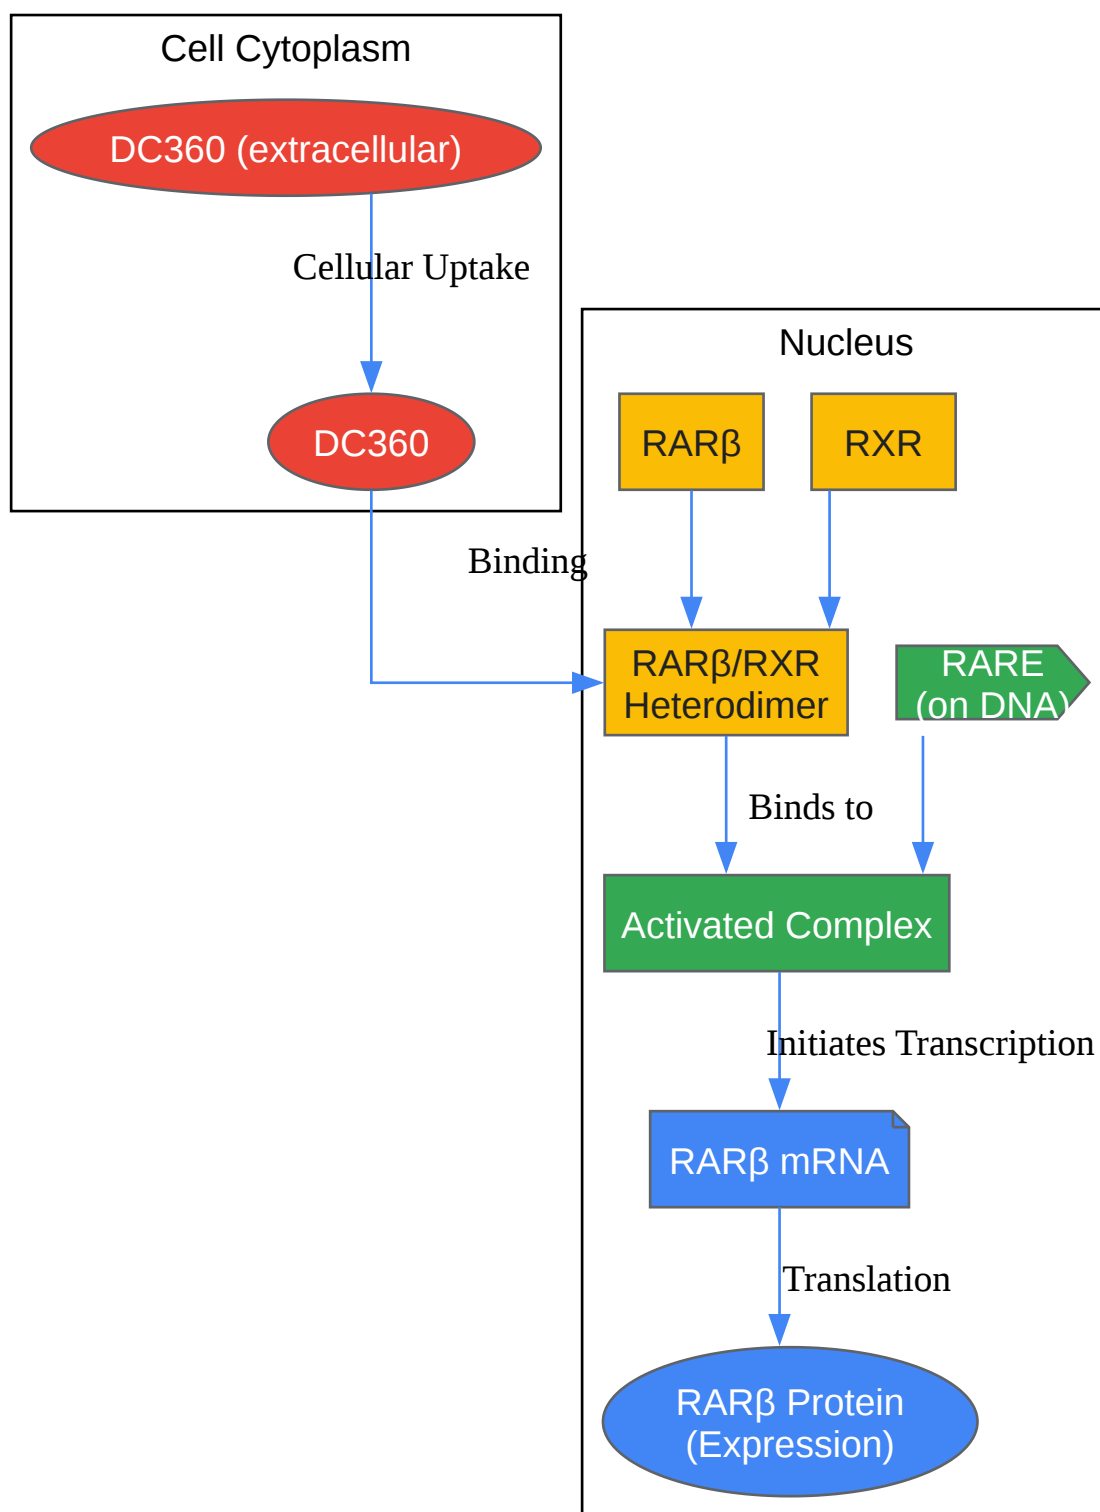 Cell Cytoplasm
DC360 (extracellular)
Cellular Uptake
DC360
Nucleus
RARβ
RXR
Binding
RARβ/RXR
Heterodimer
RARE
(on DNA)
Binds to
Activated Complex
Initiates Transcription
RARβ mRNA
Translation
RARβ Protein
(Expression)